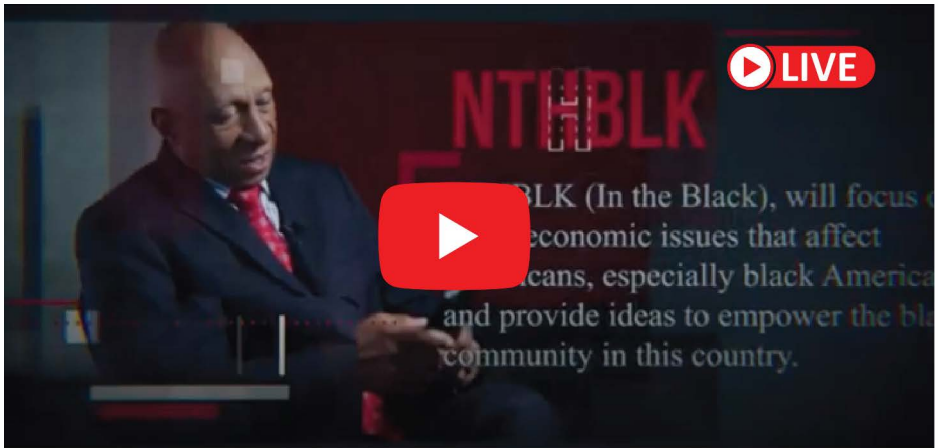 NTHBLK
LIVE
BLK (In the Black), will focus
economic issues that affect
icans, especially black America
and provide ideas to empower the bla
community in this country.